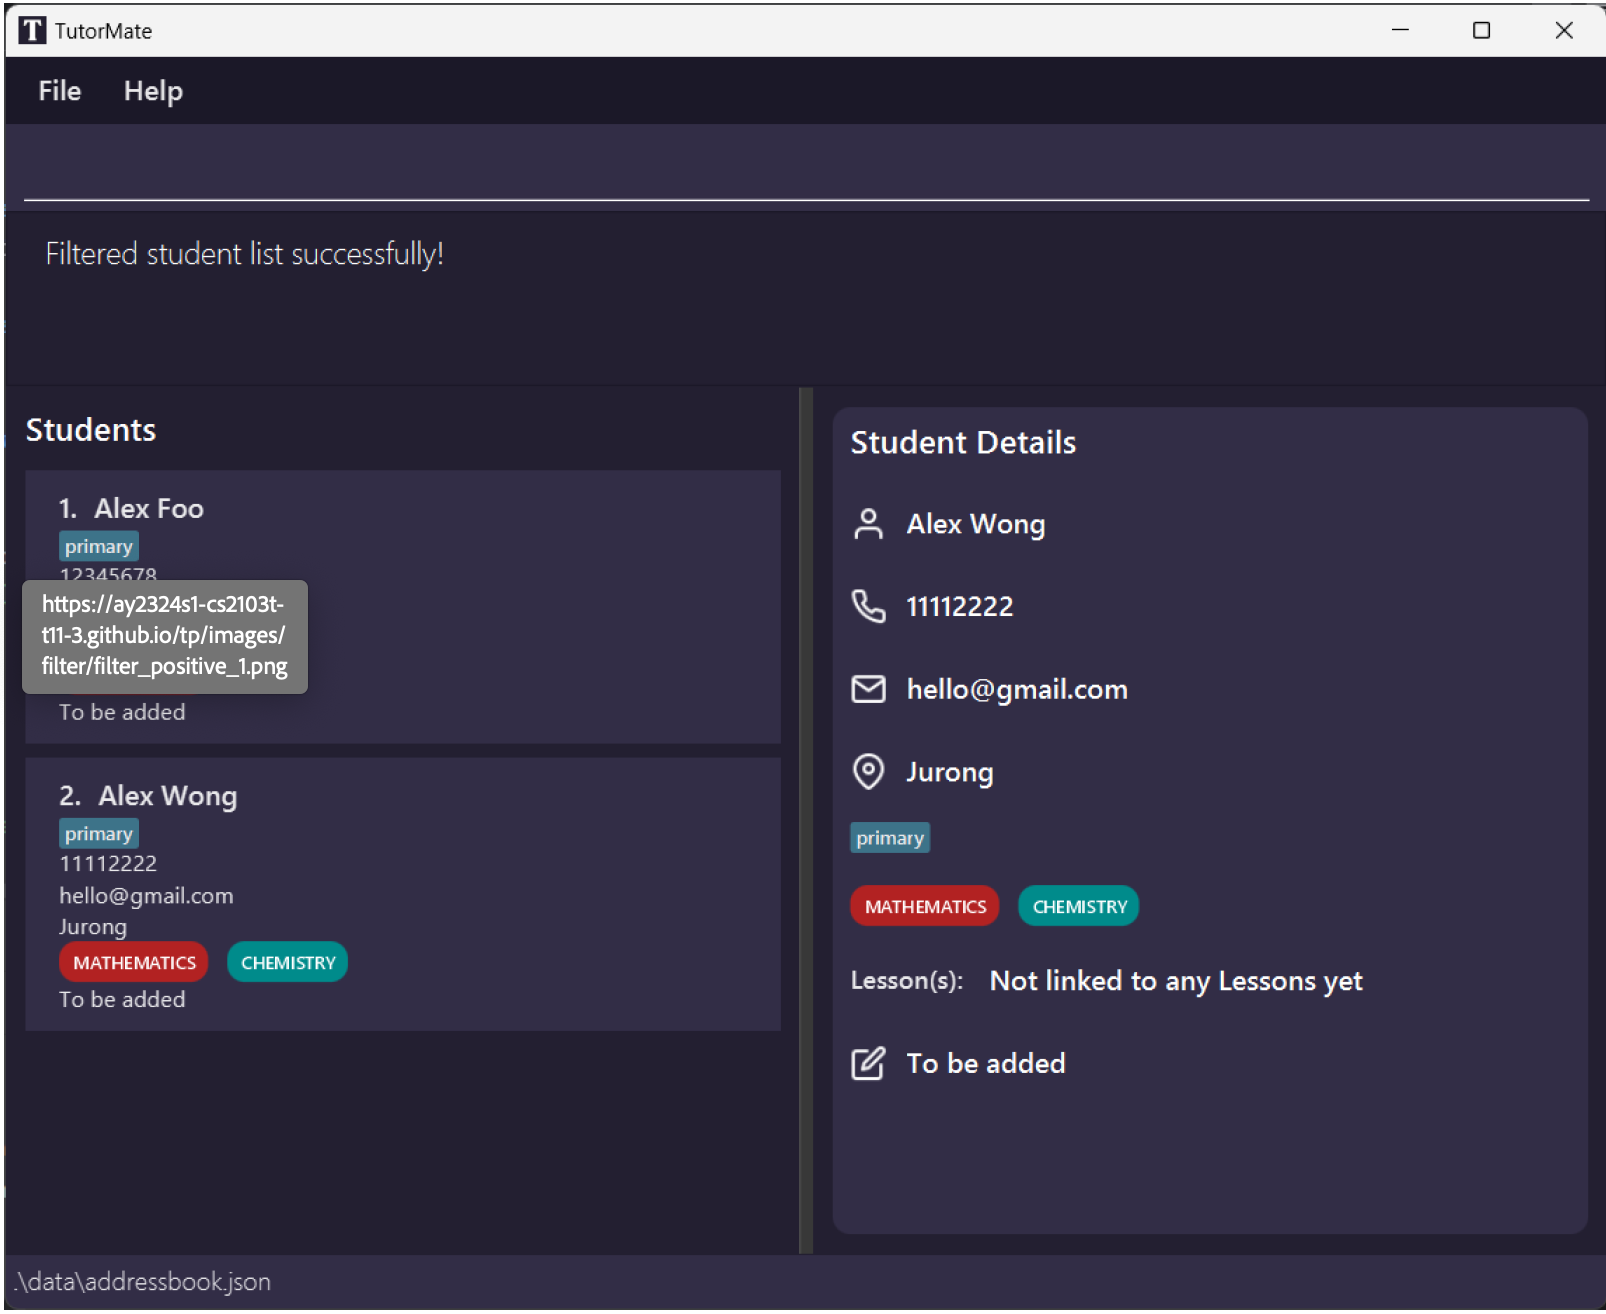 TutorMate
File Help
Filtered student list successfully!
Students
1. Alex Foo
primary
12345678
https://ay2324s1-cs2103t-
t11-3.github.io/tp/images/
filter/filter_positive_1.png
To be added
2. Alex Wong
primary
11112222
hello@gmail.com
Jurong
MATHEMATICS CHEMISTRY
To be added
Student Details
Alex Wong
11112222
hello@gmail.com
Jurong
primary
MATHEMATICS CHEMISTRY
Lesson(s): Not linked to any Lessons yet
To be added
.\data\addressbook.json